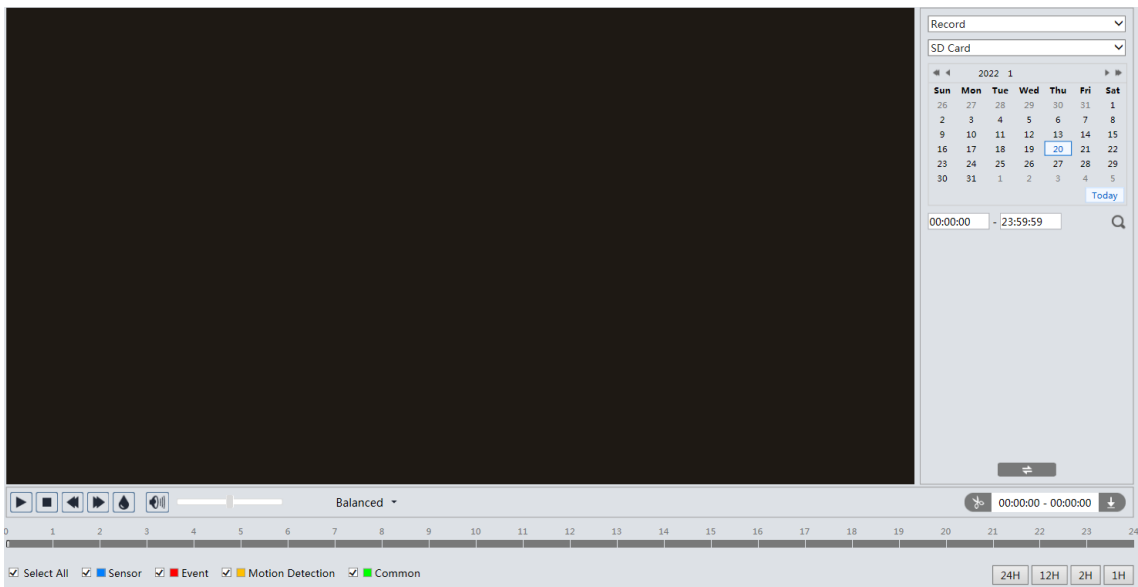 Record
SD Card
2022 1
Sun Mon Tue Wed Thu Fri Sat
26 27 28 29 30 31 1
2 3 4 5 6 7 8
9 10 11 12 13 14 15
16 17 18 19 20 21 22
23 24 25 26 27 28 29
30 31 1 2 3 4 5
Today
00:00:00 - 23:59:59
Balanced
00:00:00 - 00:00:00
0 1 2 3 4 5 6 7 8 9 10 11 12 13 14 15 16 17 18 19 20 21 22 23 24
Select All Sensor Event Motion Detection Common
24H 12H 2H 1H